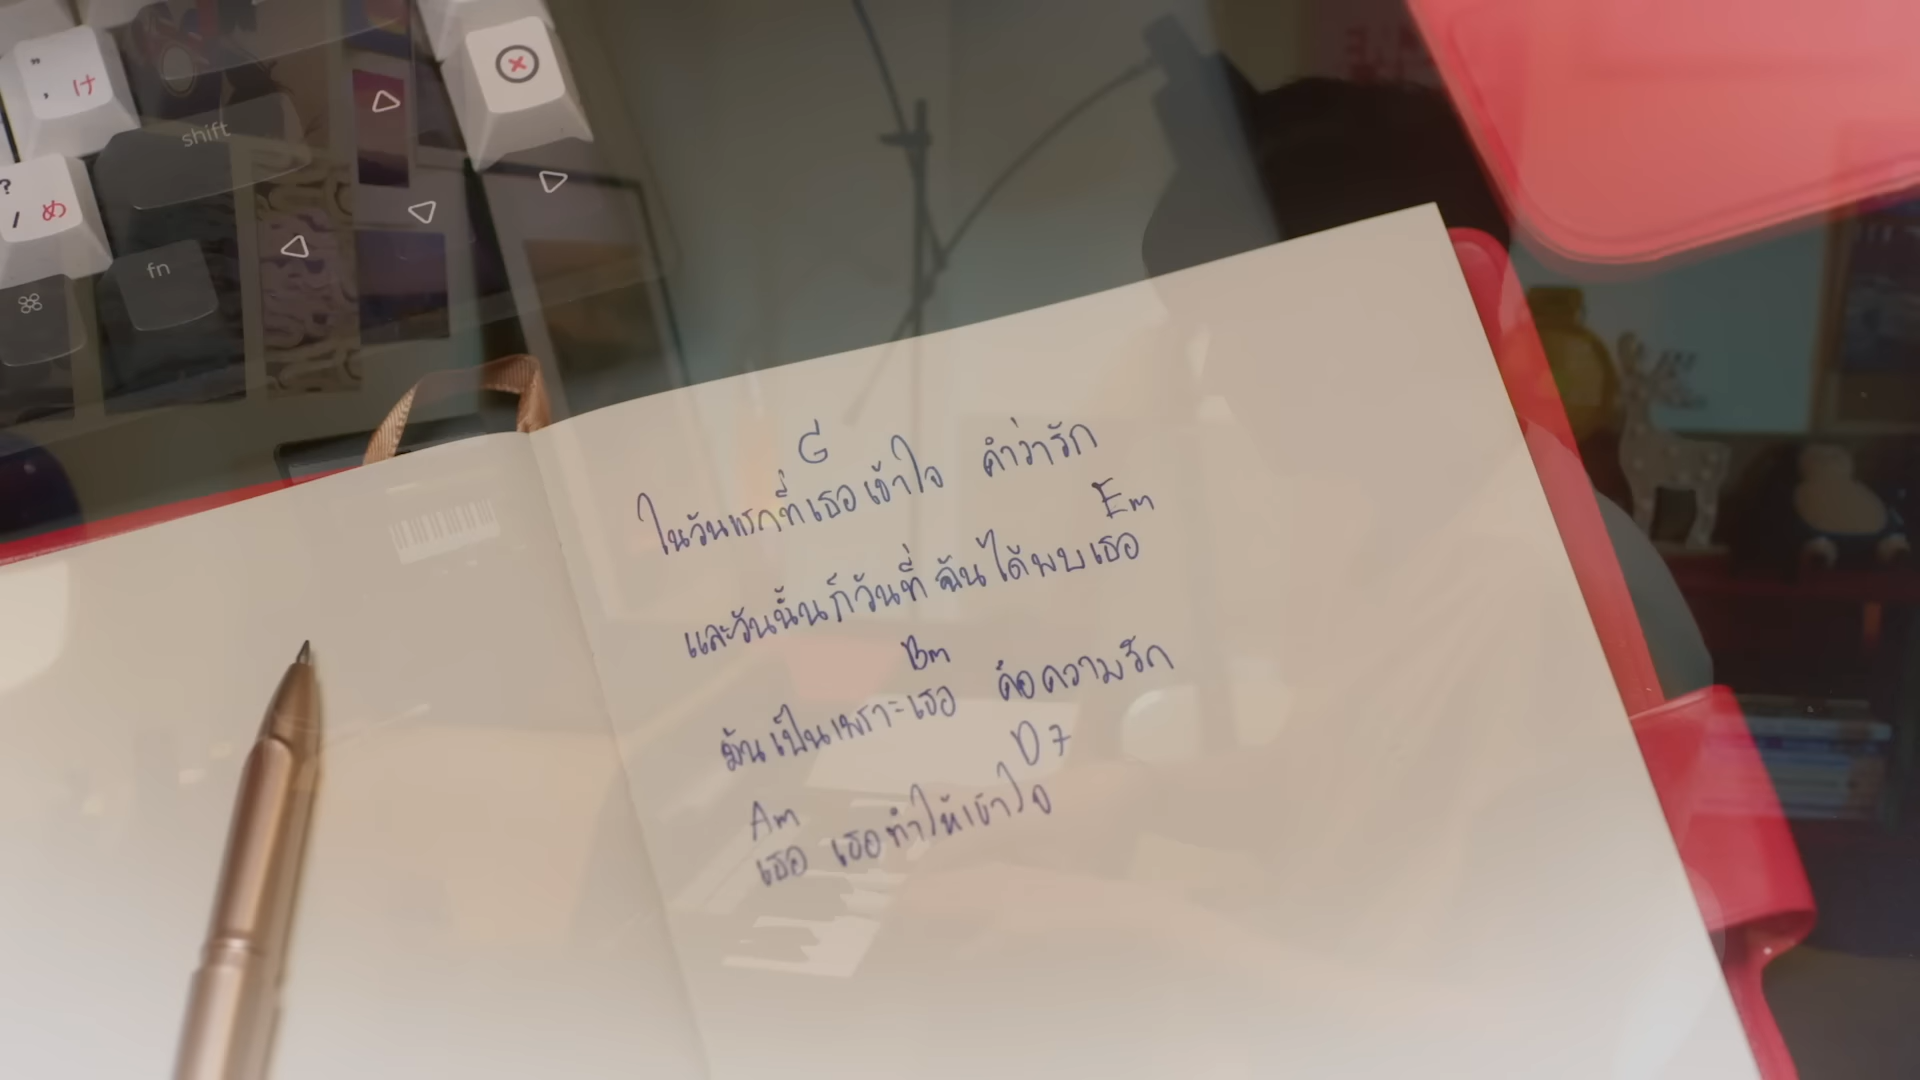 " , け
shift
? / め
fn
G
ในวันแรกที่เธอเข้าใจ คำว่ารัก
Em
และวันนั้นก็วันที่ ฉันได้พบเธอ
Bm
มันเป็นเพราะเธอ คือความรัก
D7
Am
เธอ เธอทำให้เข้าใจ